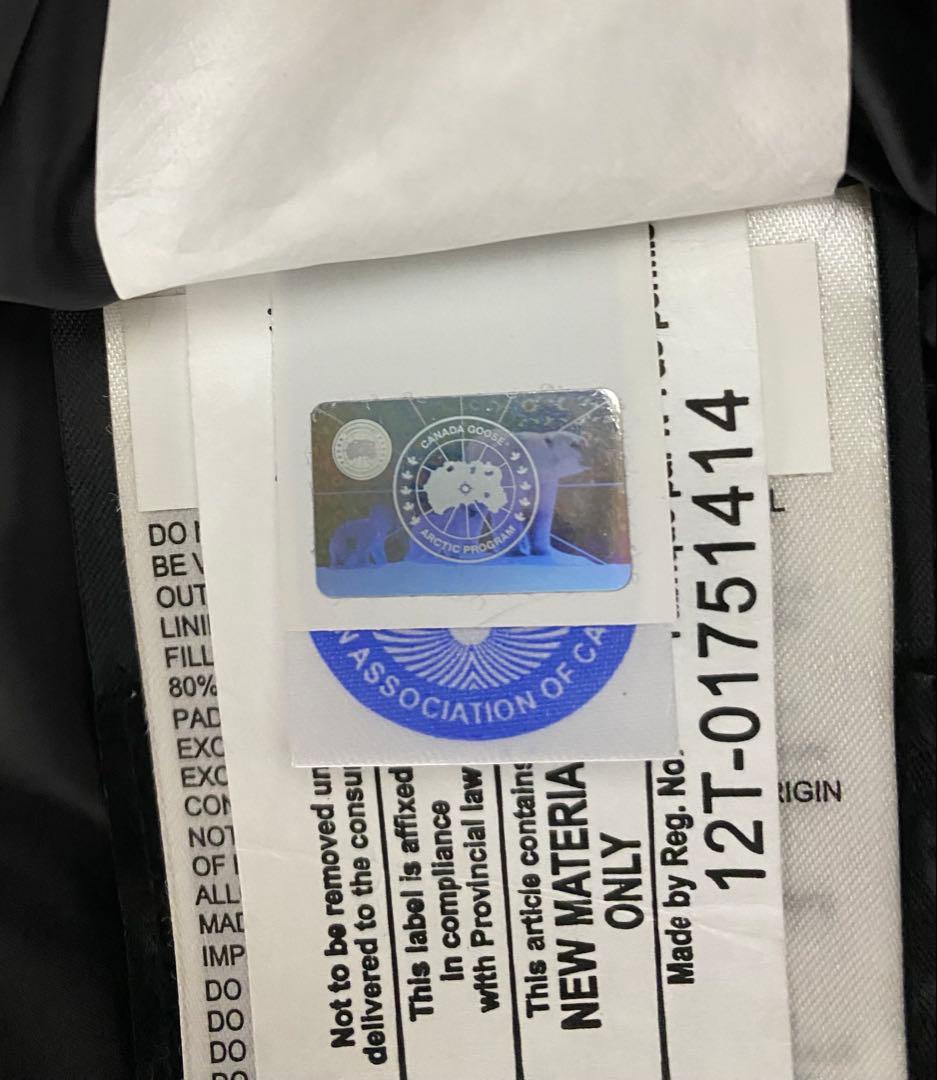 CANADA GOOSE
ARCTIC PROGRAM
N ASSOCIATION OF CA
DO
BE
OUT
LINI
FILL
80%
PAD
EXC
EXC
CON
NOT
OF
ALL
MAD
IMP
DO
DO
DO
DO
Not to be removed un
delivered to the consu
This label is affixed
In compliance
with Provincial law
This article contains
NEW MATERIA
ONLY
Made by Reg. No.
12T-01751414
L
RIGIN